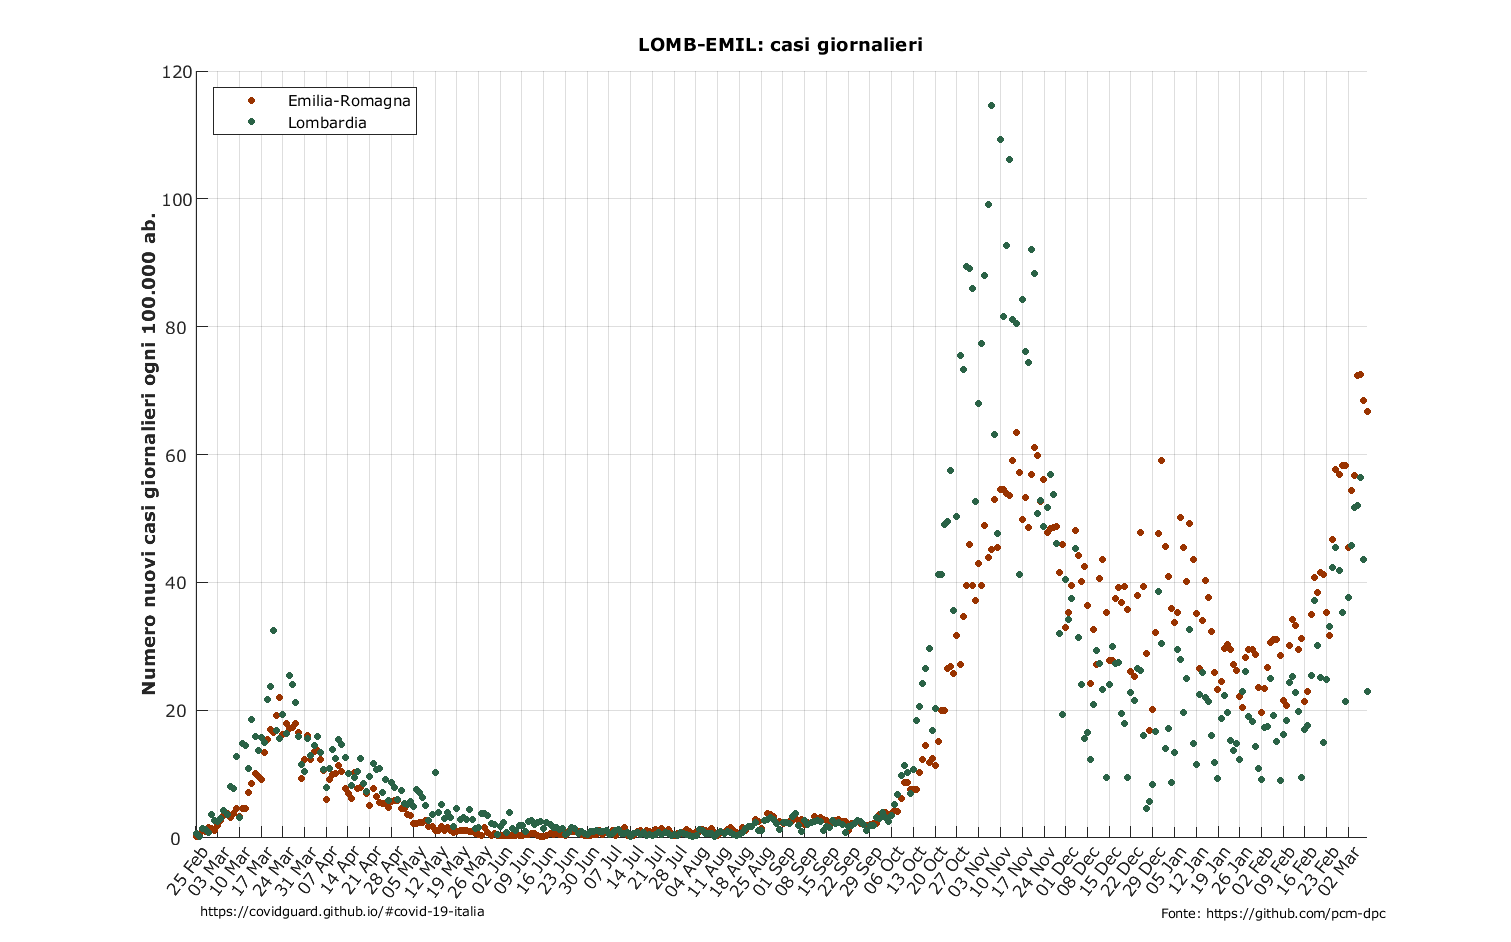 LOMB-EMIL: casi giornalieri
Numero nuovi casi giornalieri ogni 100.000 ab.
120
100
80
60
40
20
0
Emilia-Romagna
Lombardia
25 Feb
03 Mar
10 Mar
17 Mar
24 Mar
31 Mar
07 Apr
14 Apr
21 Apr
28 Apr
05 May
12 May
19 May
26 May
02 Jun
09 Jun
16 Jun
23 Jun
30 Jun
07 Jul
14 Jul
21 Jul
28 Jul
04 Aug
11 Aug
18 Aug
25 Aug
01 Sep
08 Sep
15 Sep
22 Sep
29 Sep
06 Oct
13 Oct
20 Oct
27 Oct
03 Nov
10 Nov
17 Nov
24 Nov
01 Dec
08 Dec
15 Dec
22 Dec
29 Dec
05 Jan
12 Jan
19 Jan
26 Jan
02 Feb
09 Feb
16 Feb
23 Feb
02 Mar
https://covidguard.github.io/#covid-19-italia
Fonte: https://github.com/pcm-dpc